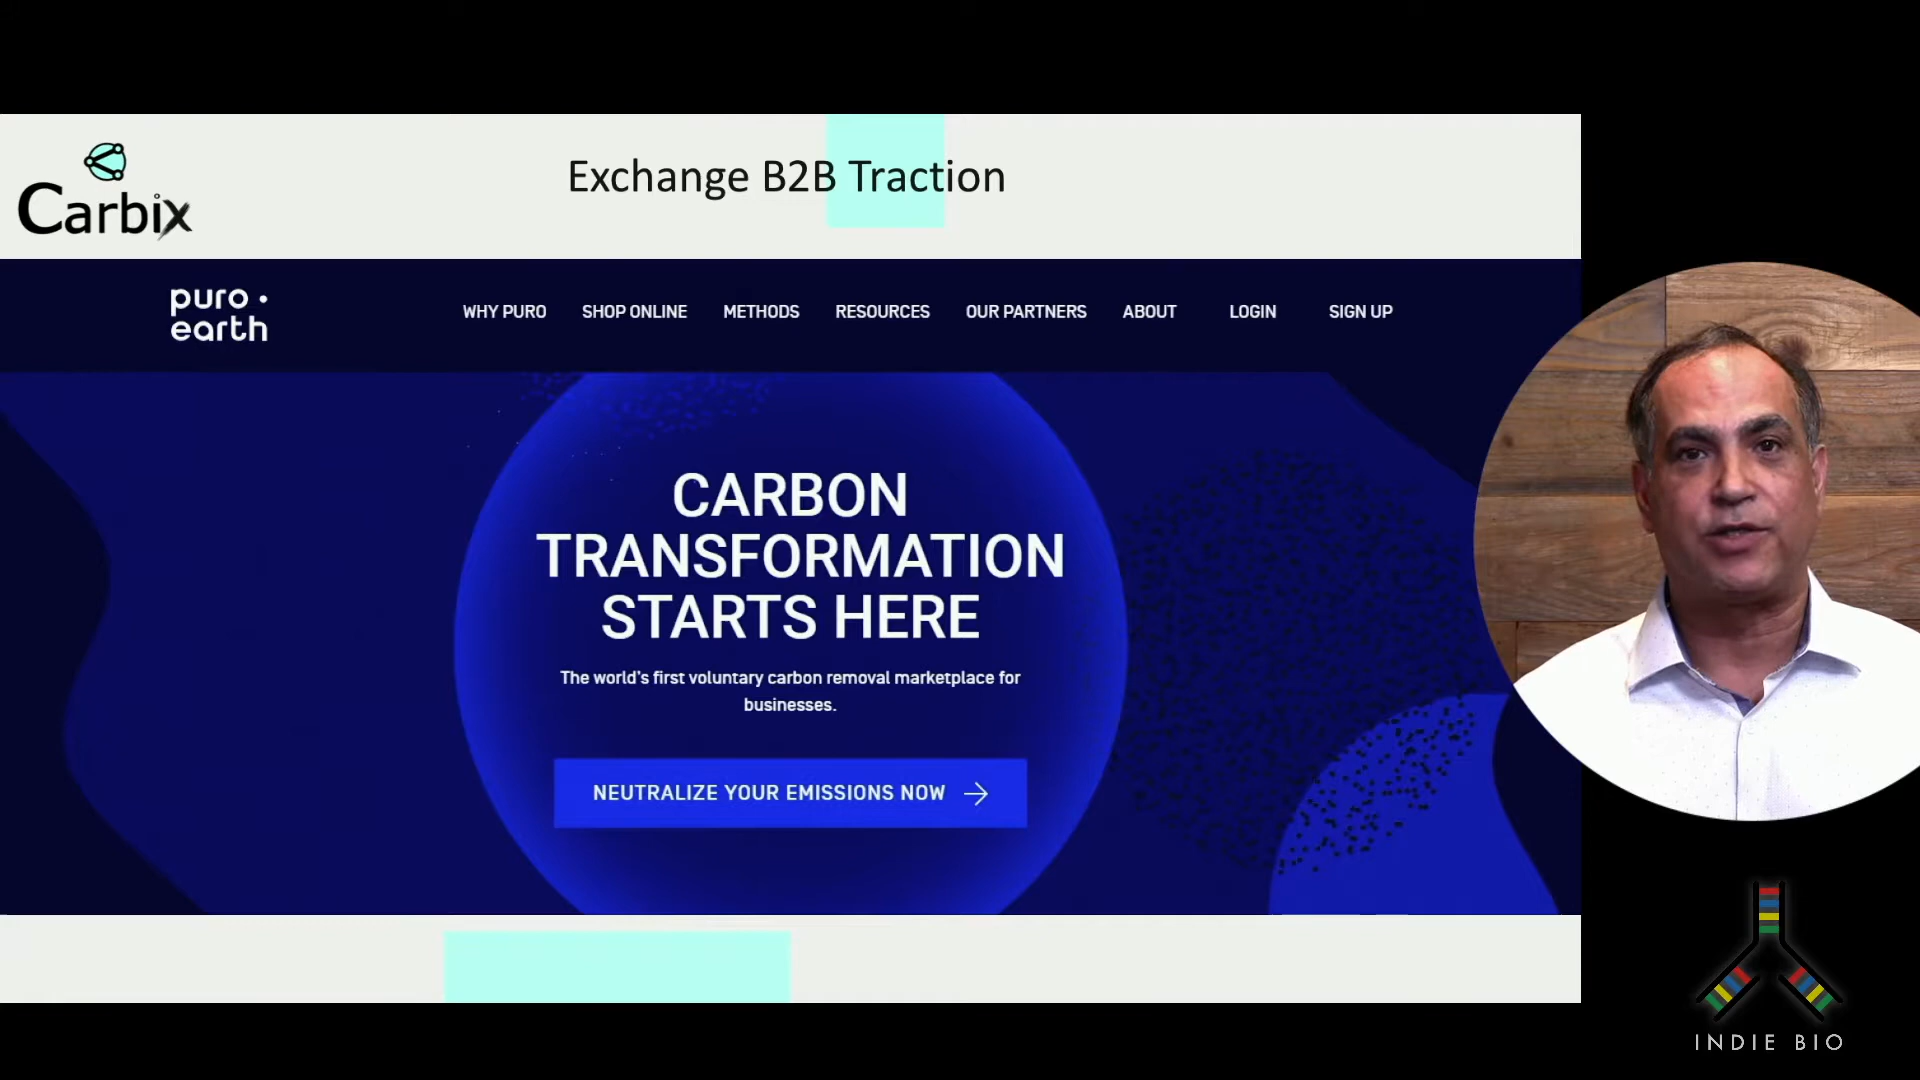 Carbix
Exchange B2B Traction
puro·
earth
WHY PURO
SHOP ONLINE
METHODS
RESOURCES
OUR PARTNERS
ABOUT
LOGIN
SIGN UP
CARBON
TRANSFORMATION
STARTS HERE
The world's first voluntary carbon removal marketplace for
businesses.
NEUTRALIZE YOUR EMISSIONS NOW
INDIE BIO